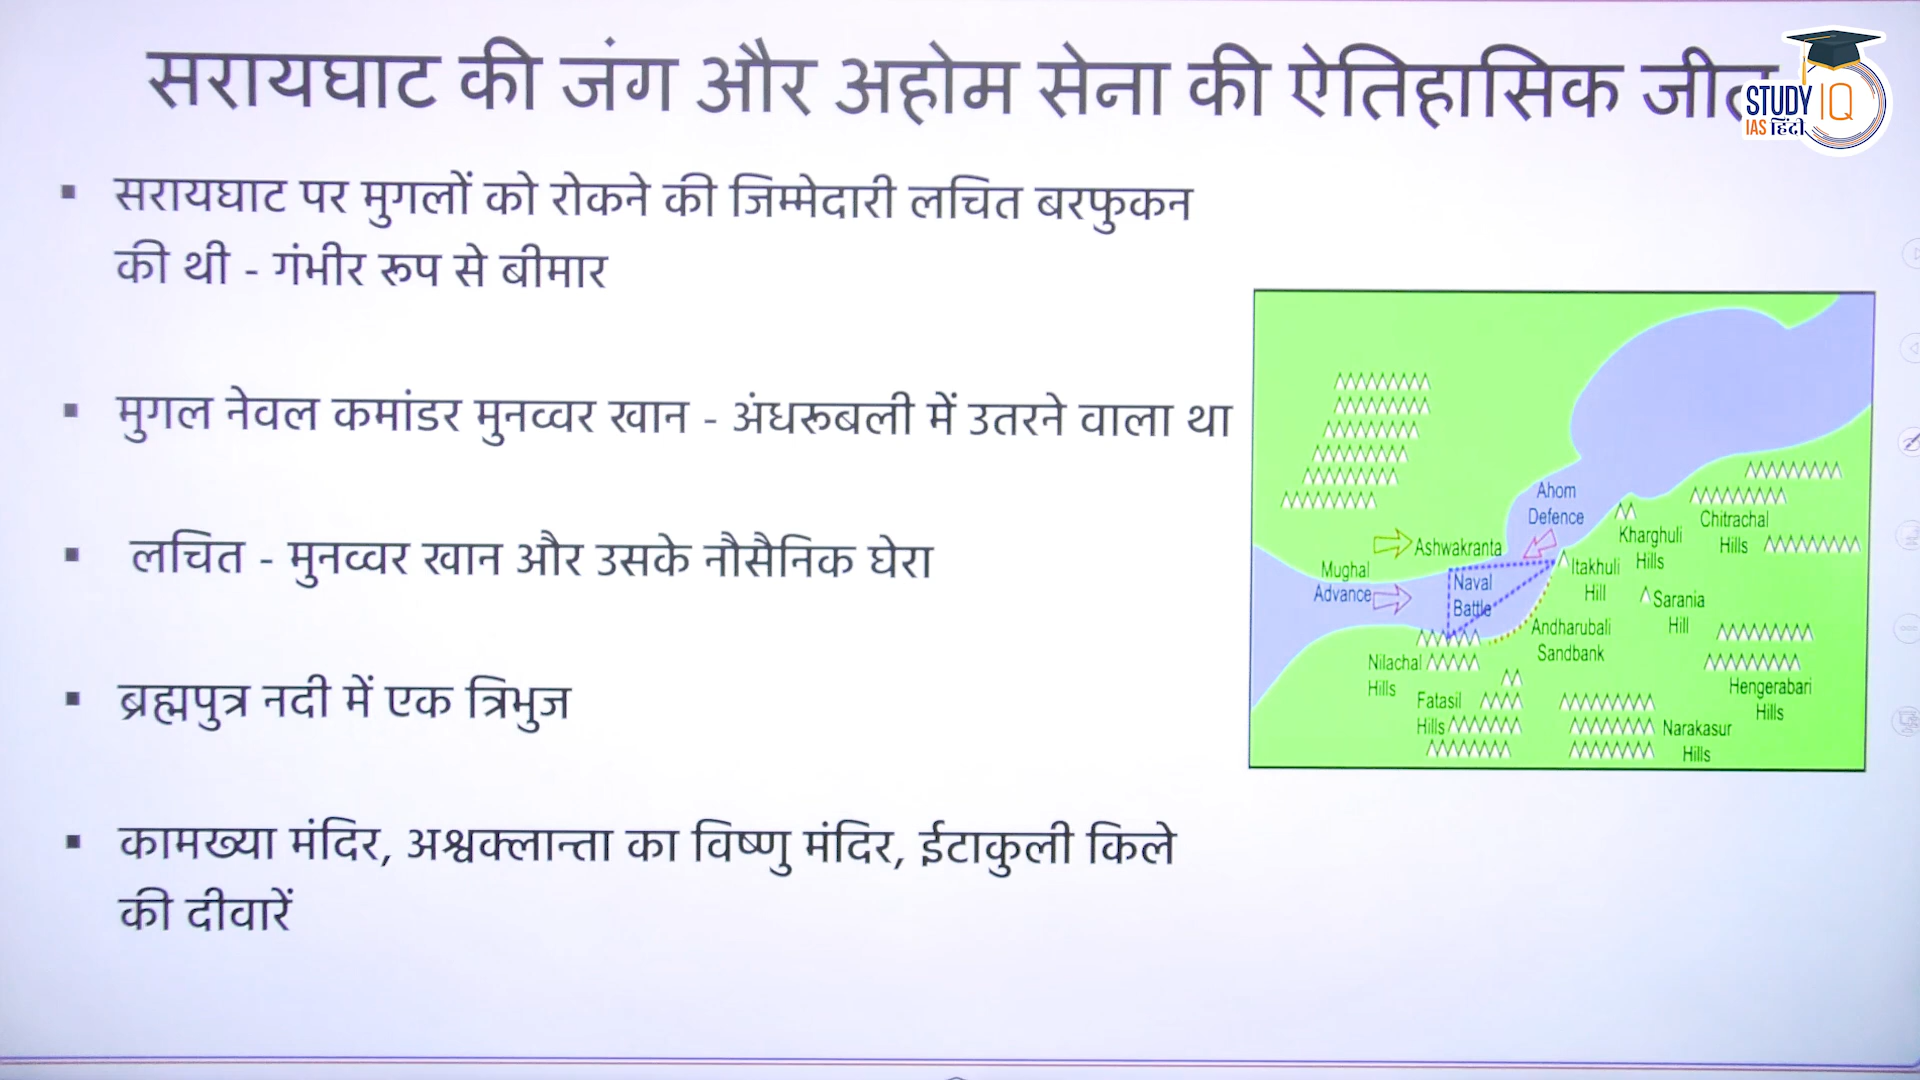 सरायघाट की जंग और अहोम सेना की ऐतिहासिक जीत
STUDY IQ
IAS हिंदी
सरायघाट पर मुगलों को रोकने की जिम्मेदारी लचित बरफुकन
की थी - गंभीर रूप से बीमार
मुगल नेवल कमांडर मुनव्वर खान - अंधरूबली में उतरने वाला था
लचित - मुनव्वर खान और उसके नौसैनिक घेरा
ब्रह्मपुत्र नदी में एक त्रिभुज
कामख्या मंदिर, अश्वक्लान्ता का विष्णु मंदिर, ईटाकुली किले
की दीवारें
Ahom
Defence
Ashwakranta
Mughal
Advance
Naval
Battle
Kharghuli
Hills
Chitrachal
Hills
Itakhuli
Hill
Sarania
Hill
Andharubali
Sandbank
Nilachal
Hills
Fatasil
Hills
Hengerabari
Hills
Narakasur
Hills